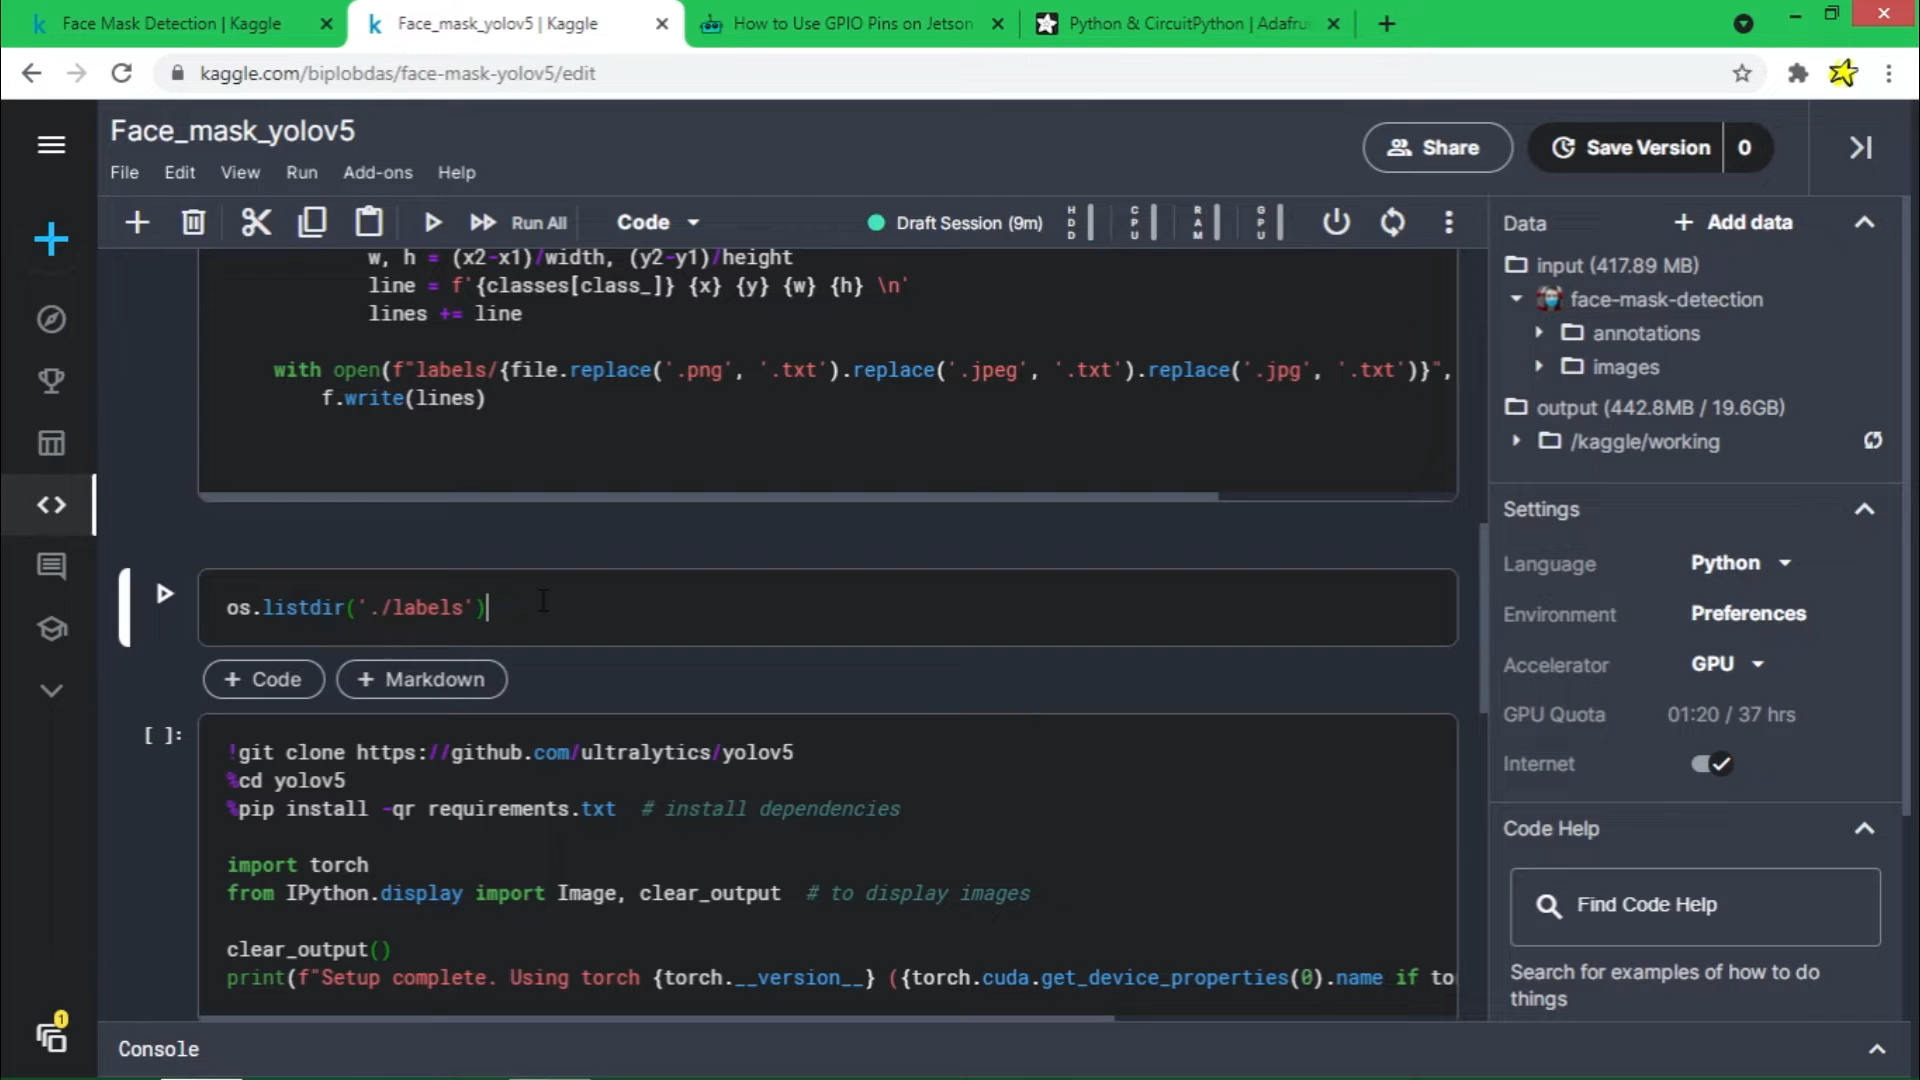 Face Mask Detection | Kaggle
Face_mask_yolov5 | Kaggle
How to Use GPIO Pins on Jetson
Python & CircuitPython | Adafru
kaggle.com/biplobdas/face-mask-yolov5/edit
Face_mask_yolov5
Share
Save Version
0
File
Edit
View
Run
Add-ons
Help
Run All
Code
Draft Session (9m)
HDD
CPU
RAM
GPU
w, h = (x2-x1)/width, (y2-y1)/height
line = f'{classes[class_]} {x} {y} {w} {h} \n'
lines += line
with open(f"labels/{file.replace('.png', '.txt').replace('.jpeg', '.txt').replace('.jpg', '.txt')}",
f.write(lines)
os.listdir('./labels')
+ Code
+ Markdown
[ ]:
!git clone https://github.com/ultralytics/yolov5
%cd yolov5
%pip install -qr requirements.txt # install dependencies
import torch
from IPython.display import Image, clear_output # to display images
clear_output()
print(f"Setup complete. Using torch {torch.__version__} ({torch.cuda.get_device_properties(0).name if to
Console
1
Data
+ Add data
input (417.89 MB)
face-mask-detection
annotations
images
output (442.8MB / 19.6GB)
/kaggle/working
Settings
Language
Python
Environment
Preferences
Accelerator
GPU
GPU Quota
01:20 / 37 hrs
Internet
Code Help
Find Code Help
Search for examples of how to do
things